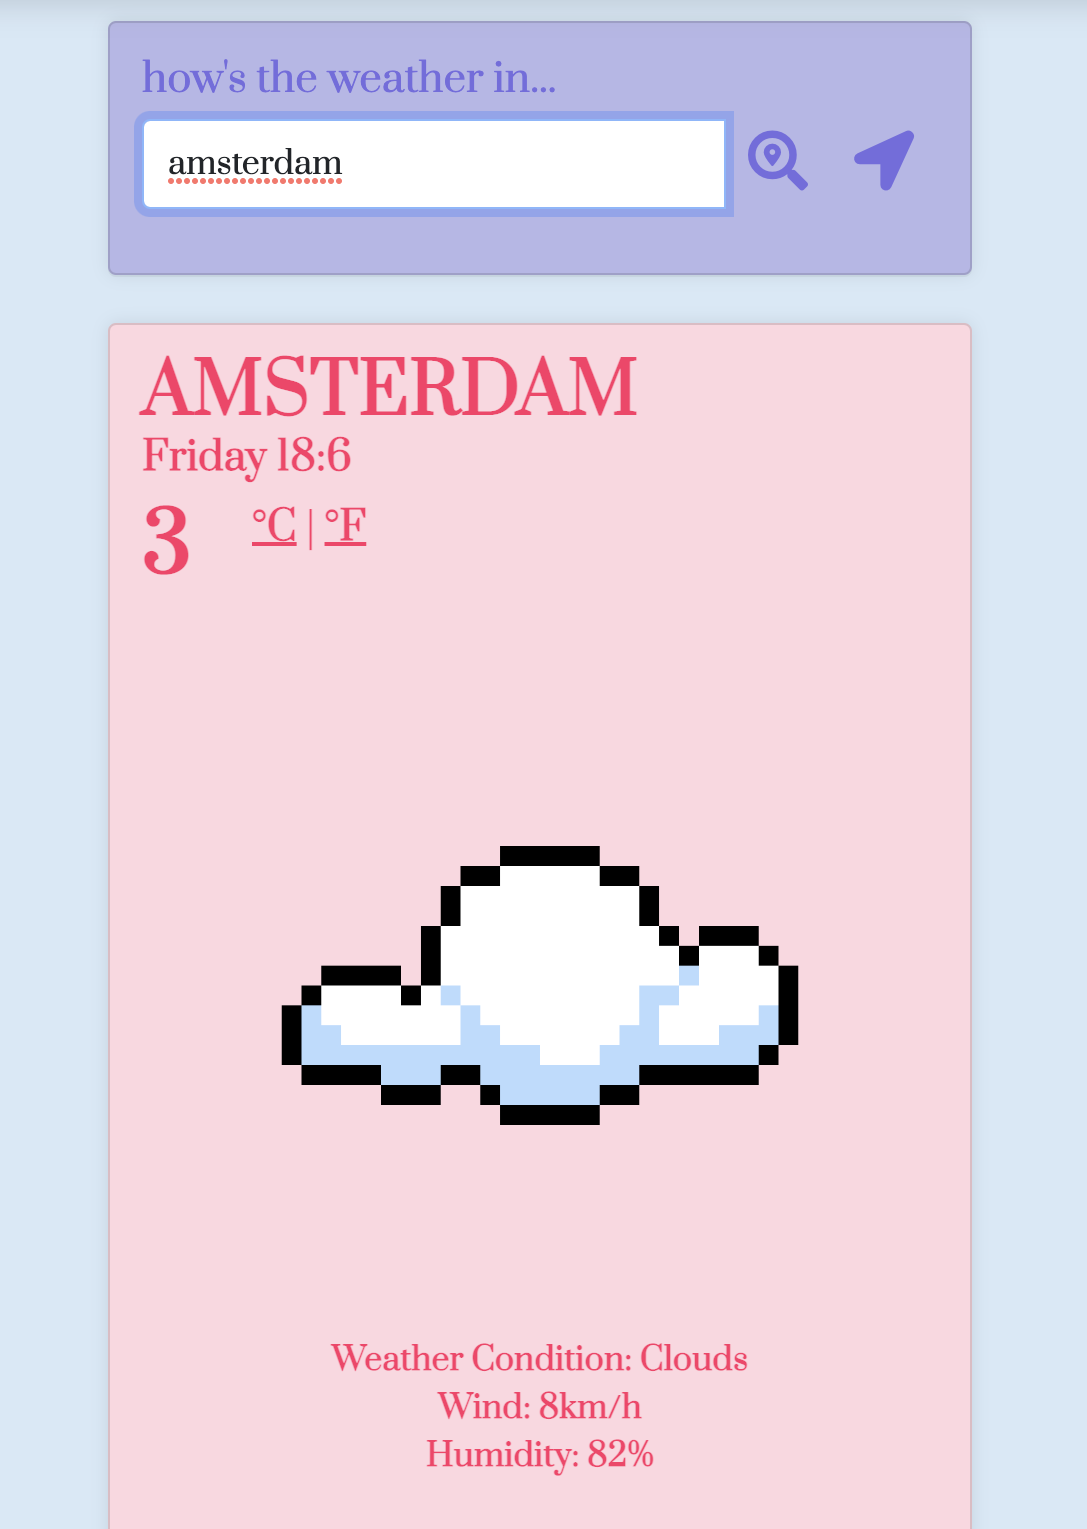 how's the weather in...
amsterdam
AMSTERDAM
Friday 18:6
3 °C | °F
Weather Condition: Clouds
Wind: 8km/h
Humidity: 82%